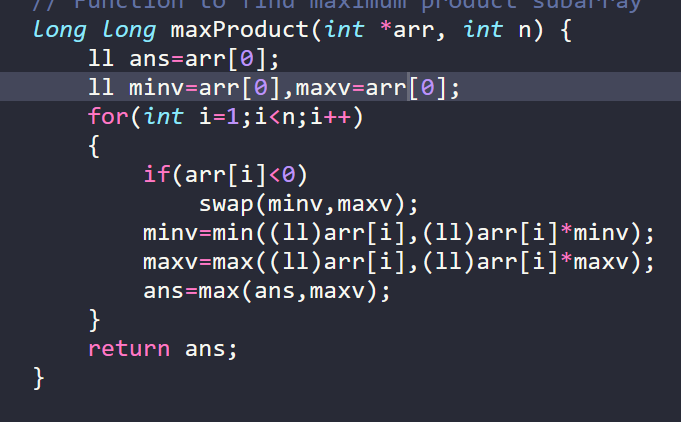 // Function to find maximum product subarray
long long maxProduct(int *arr, int n) {
    ll ans=arr[0];
    ll minv=arr[0],maxv=arr[0];
    for(int i=1;i<n;i++)
    {
        if(arr[i]<0)
            swap(minv,maxv);
        minv=min((ll)arr[i],(ll)arr[i]*minv);
        maxv=max((ll)arr[i],(ll)arr[i]*maxv);
        ans=max(ans,maxv);
    }
    return ans;
}